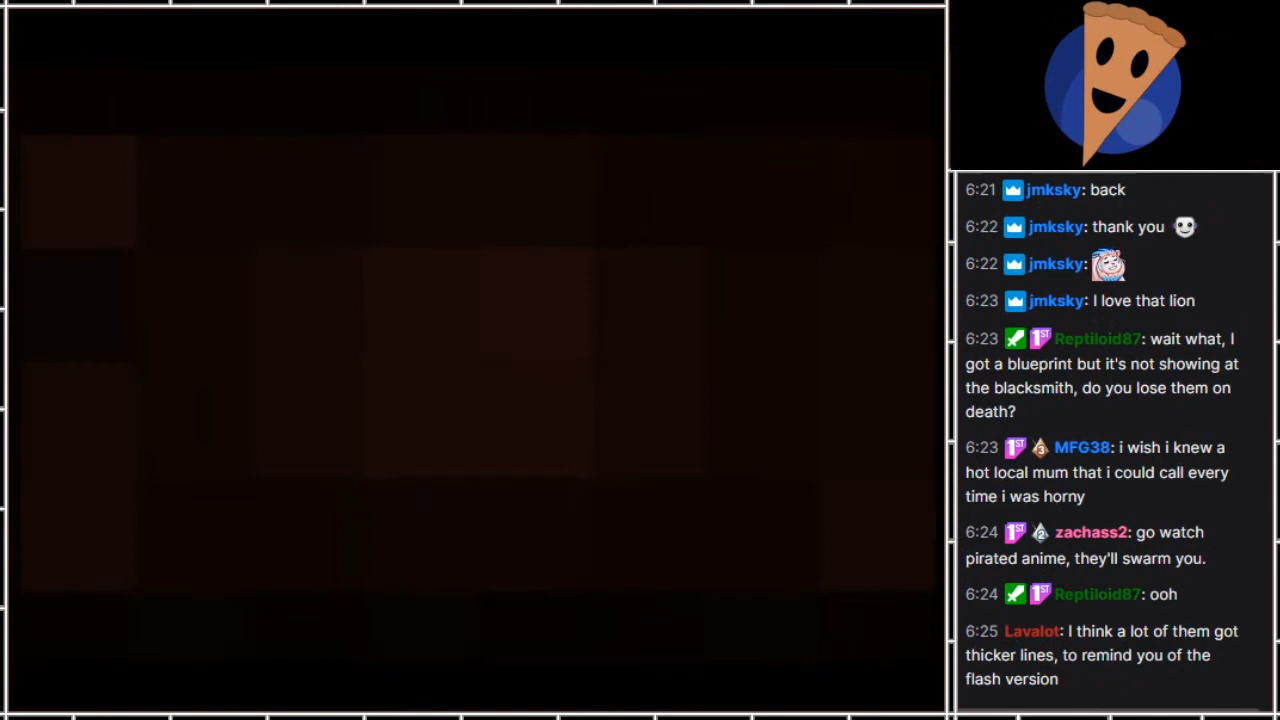 6:21 jmksky: back
6:22 jmksky: thank you
6:22 jmksky:
6:23 jmksky: I love that lion
6:23 Reptiloid87: wait what, I
got a blueprint but it's not showing at
the blacksmith, do you lose them on
death?
6:23 MFG38: i wish i knew a
hot local mum that i could call every
time i was horny
6:24 zachass2: go watch
pirated anime, they'll swarm you.
6:24 Reptiloid87: ooh
6:25 Lavalot: I think a lot of them got
thicker lines, to remind you of the
flash version